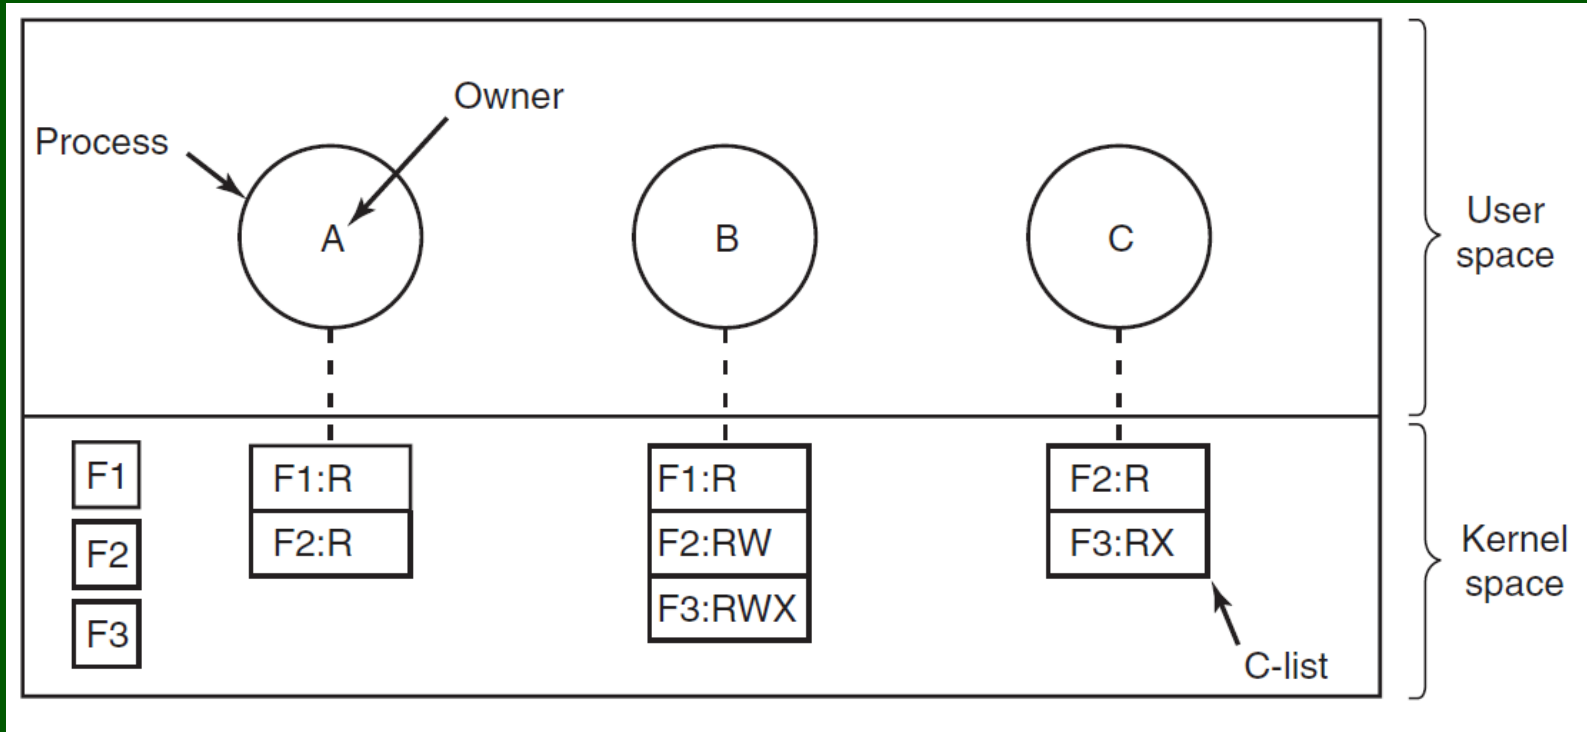 Owner
Process
A
B
C
User
space
F1
F2
F3
F1:R
F2:R
F1:R
F2:RW
F3:RWX
F2:R
F3:RX
C-list
Kernel
space